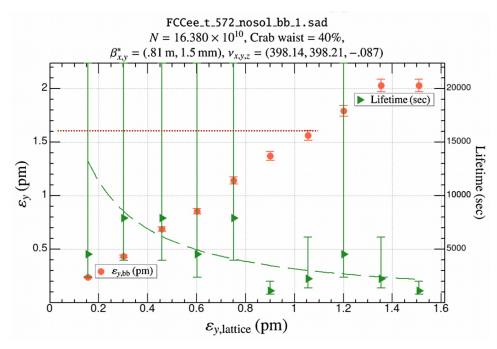 FCCee_t_572_nosol_bb_1.sad
N = 16.380 × 10¹⁰, Crab waist = 40%,
β*x,y = (.81 m, 1.5 mm), νx,y,z = (398.14, 398.21, -.087)
2
1.5
1
0.5
εy (pm)
20000
15000
10000
5000
Lifetime (sec)
Lifetime (sec)
εy,bb (pm)
0 0.2 0.4 0.6 0.8 1. 1.2 1.4 1.6
εy,lattice (pm)